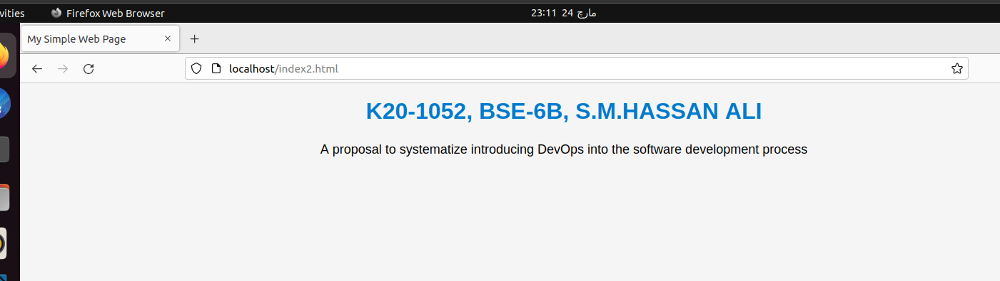 vities Firefox Web Browser 23:11 24 مارچ
My Simple Web Page
localhost/index2.html
K20-1052, BSE-6B, S.M.HASSAN ALI
A proposal to systematize introducing DevOps into the software development process